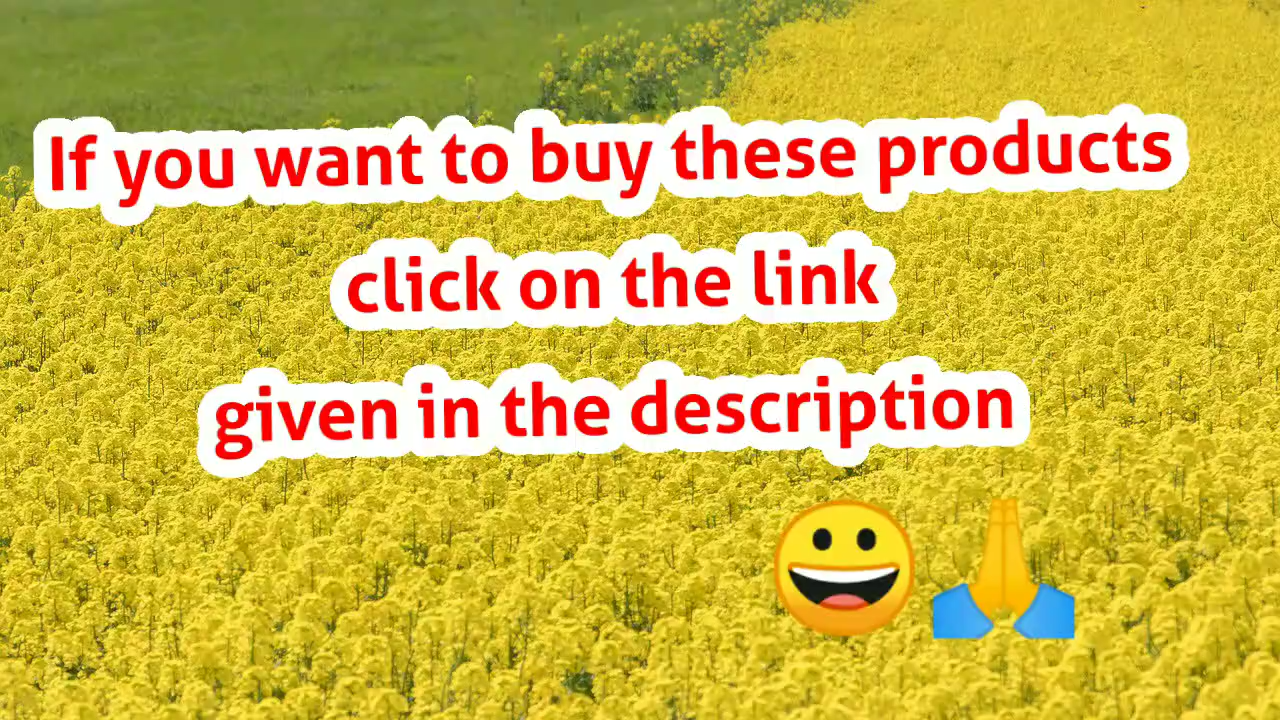 If you want to buy these products
click on the link
given in the description